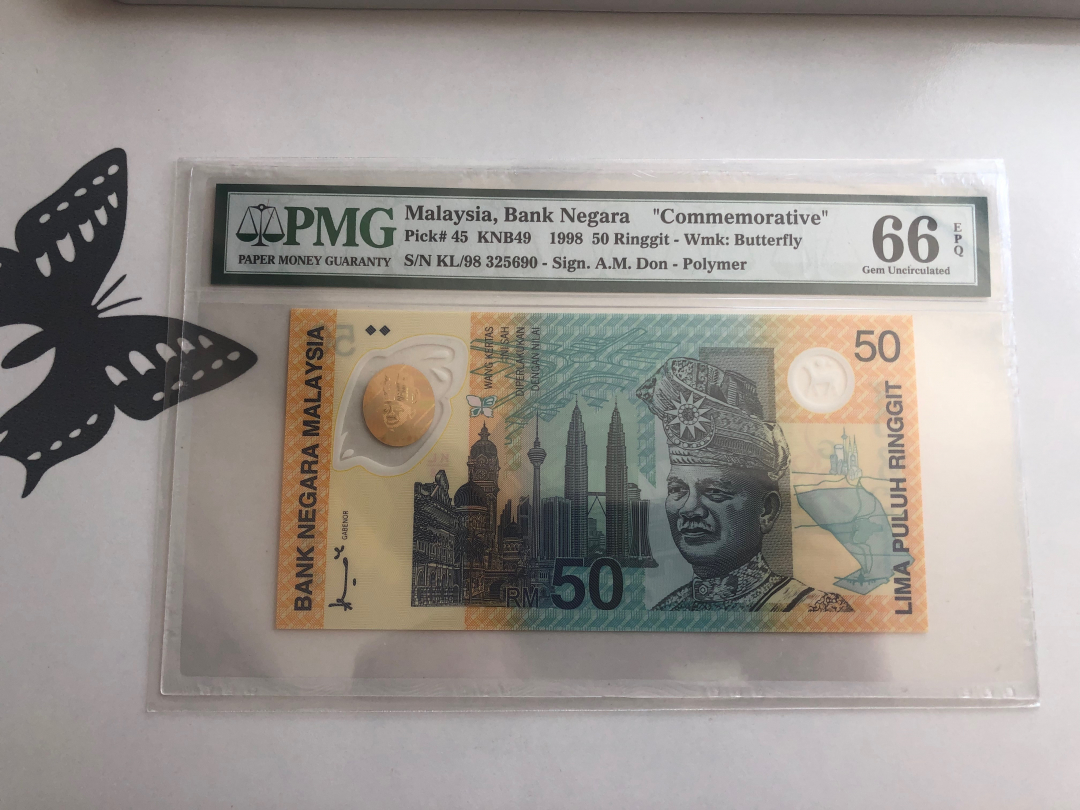 PMG
PAPER MONEY GUARANTY
Malaysia, Bank Negara "Commemorative"
Pick# 45 KNB49 1998 50 Ringgit - Wmk: Butterfly
S/N KL/98 325690 - Sign. A.M. Don - Polymer
66
EPQ
Gem Uncirculated
BANK NEGARA MALAYSIA
WANG KERTAS
INI SAH
DIPERLAKUKAN
DENGAN NILAI
50
GABENOR
RM 50
LIMA PULUH RINGGIT